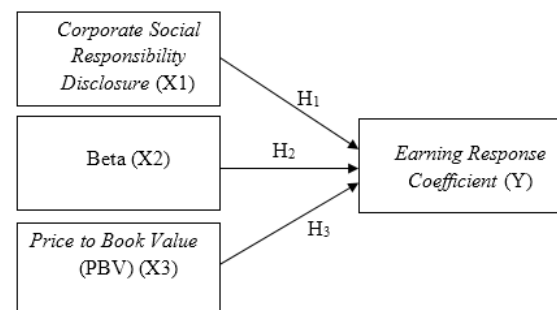 Corporate Social
Responsibility
Disclosure (X1)
H1
Beta (X2)
H2
Earning Response
Coefficient (Y)
Price to Book Value
(PBV) (X3)
H3